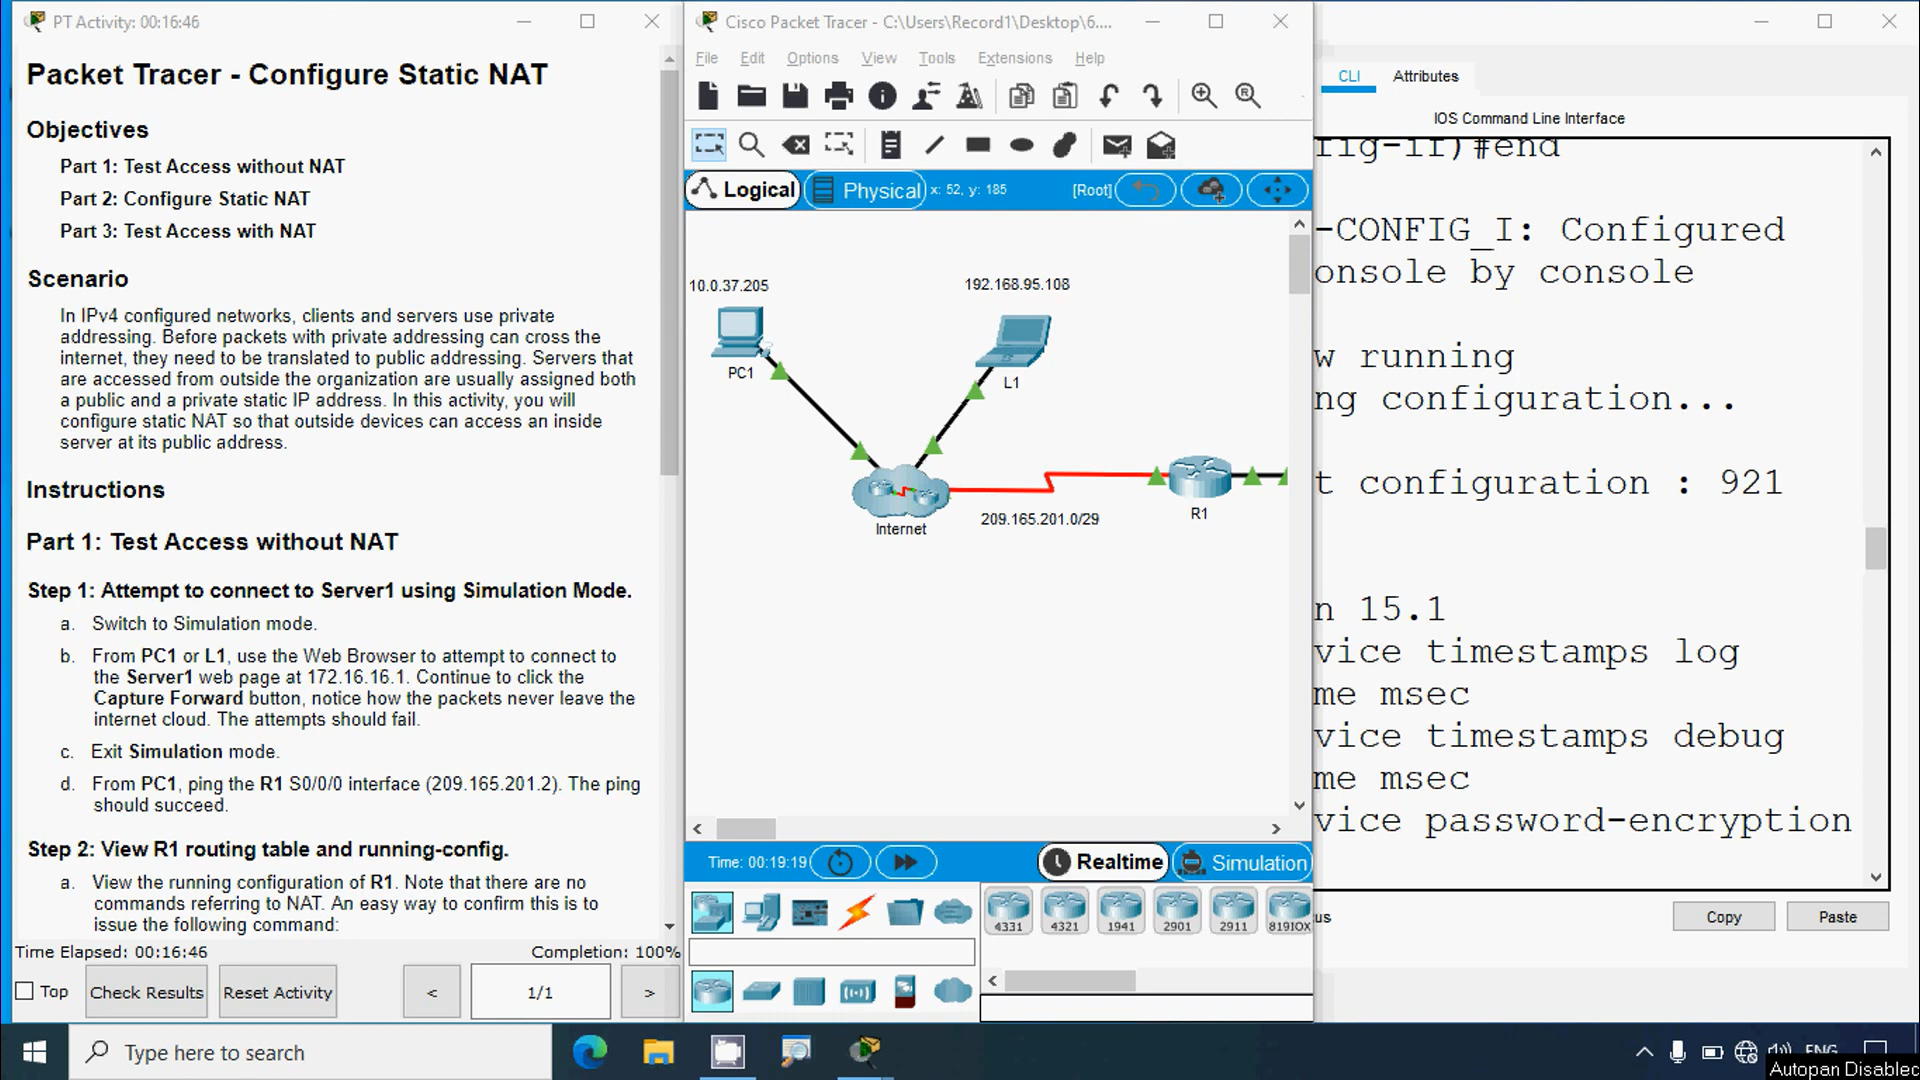 PT Activity: 00:16:46
Packet Tracer - Configure Static NAT
Objectives
Part 1: Test Access without NAT
Part 2: Configure Static NAT
Part 3: Test Access with NAT
Scenario
In IPv4 configured networks, clients and servers use private
addressing. Before packets with private addressing can cross the
internet, they need to be translated to public addressing. Servers that
are accessed from outside the organization are usually assigned both
a public and a private static IP address. In this activity, you will
configure static NAT so that outside devices can access an inside
server at its public address.
Instructions
Part 1: Test Access without NAT
Step 1: Attempt to connect to Server1 using Simulation Mode.
a. Switch to Simulation mode.
b. From PC1 or L1, use the Web Browser to attempt to connect to
the Server1 web page at 172.16.16.1. Continue to click the
Capture Forward button, notice how the packets never leave the
internet cloud. The attempts should fail.
c. Exit Simulation mode.
d. From PC1, ping the R1 S0/0/0 interface (209.165.201.2). The ping
should succeed.
Step 2: View R1 routing table and running-config.
a. View the running configuration of R1. Note that there are no
commands referring to NAT. An easy way to confirm this is to
issue the following command:
Time Elapsed: 00:16:46 Completion: 100%
Top Check Results Reset Activity < 1/1 >
Cisco Packet Tracer - C:\Users\Record1\Desktop\6....
File Edit Options View Tools Extensions Help
Logical Physical x: 52, y: 185 [Root]
10.0.37.205
192.168.95.108
PC1
L1
Internet
209.165.201.0/29
R1
Time: 00:19:19 Realtime Simulation
4331 4321 1941 2901 2911 819IOX
CLI Attributes
IOS Command Line Interface
fig-if)#end
-CONFIG_I: Configured
onsole by console
w running
ng configuration...
t configuration : 921
n 15.1
vice timestamps log
me msec
vice timestamps debug
me msec
vice password-encryption
us
Copy Paste
Type here to search
ENG
Autopan Disabled